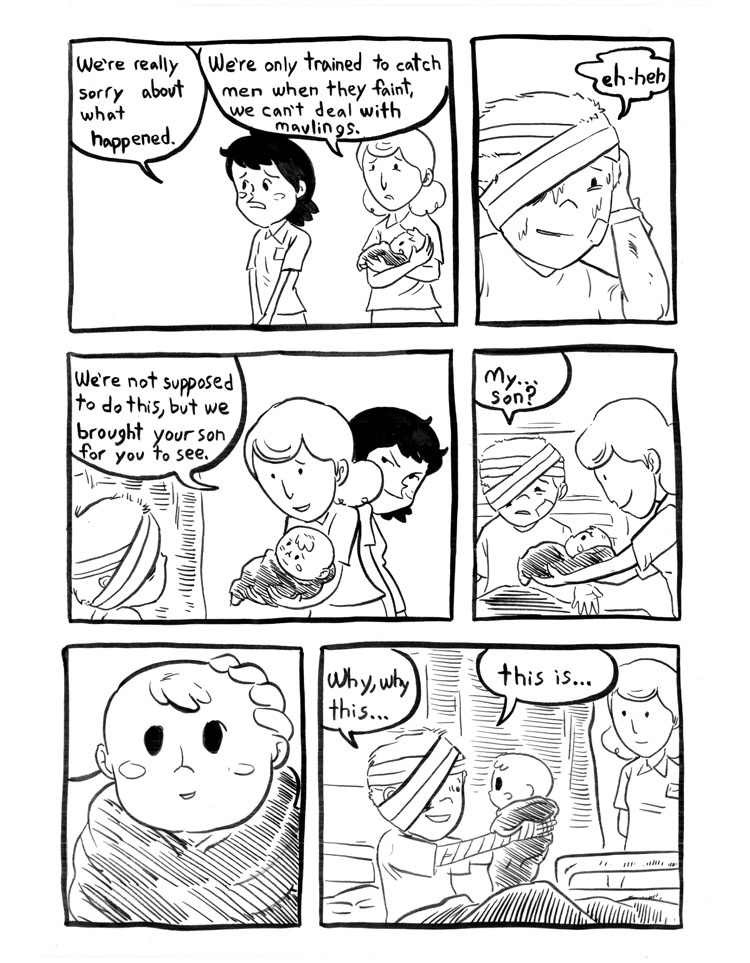 We're really
sorry about
what
happened.
We're only trained to catch
men when they faint,
we can't deal with
maulings.
eh-heh
We're not supposed
to do this, but we
brought your son
for you to see.
My...
son?
Why, why
this...
this is...